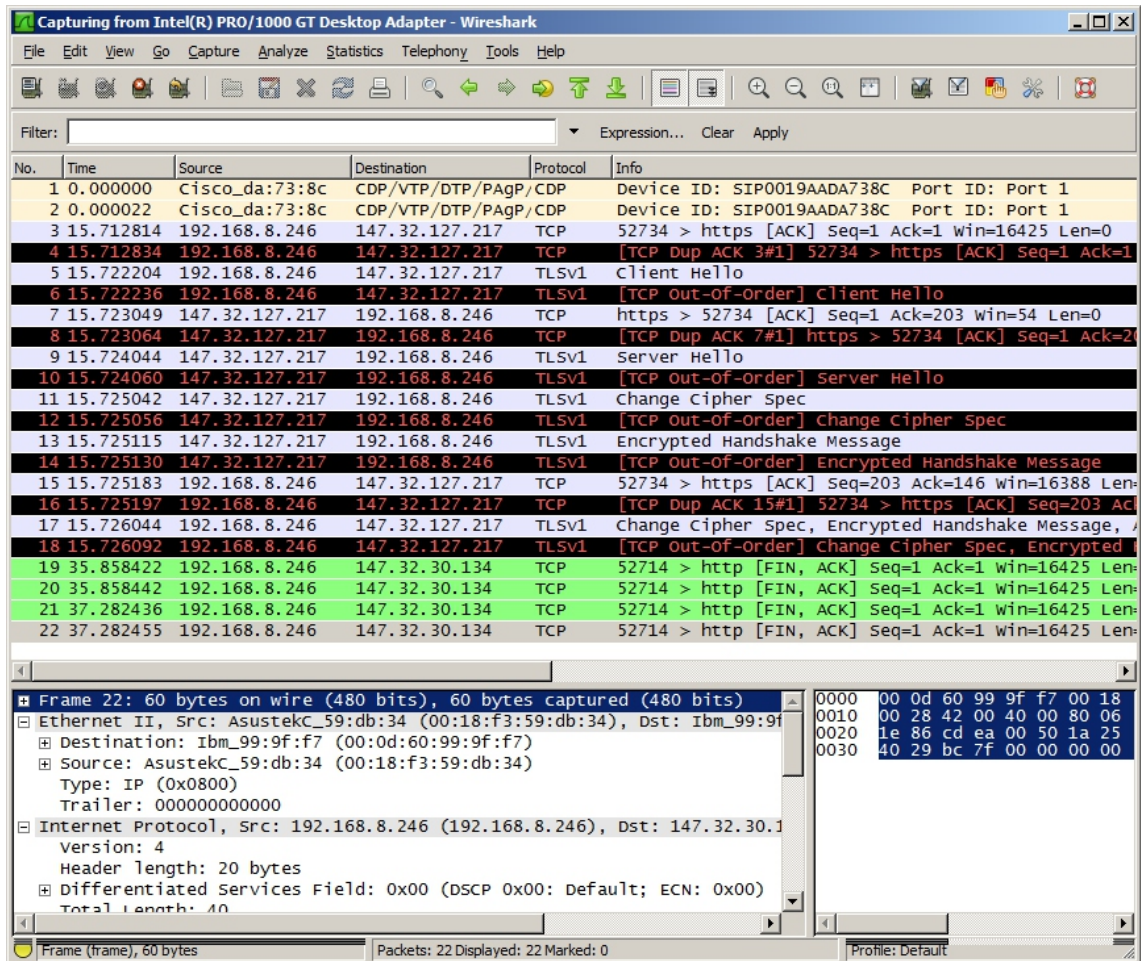 Capturing from Intel(R) PRO/1000 GT Desktop Adapter - Wireshark
File Edit View Go Capture Analyze Statistics Telephony Tools Help
Filter: Expression... Clear Apply
No. Time Source Destination Protocol Info
1 0.000000 Cisco_da:73:8c CDP/VTP/DTP/PAgP/ CDP Device ID: SIP0019AADA738C Port ID: Port 1
2 0.000022 Cisco_da:73:8c CDP/VTP/DTP/PAgP/ CDP Device ID: SIP0019AADA738C Port ID: Port 1
3 15.712814 192.168.8.246 147.32.127.217 TCP 52734 > https [ACK] Seq=1 Ack=1 Win=16425 Len=0
4 15.712834 192.168.8.246 147.32.127.217 TCP [TCP Dup ACK 3#1] 52734 > https [ACK] Seq=1 Ack=1
5 15.722204 192.168.8.246 147.32.127.217 TLSv1 Client Hello
6 15.722236 192.168.8.246 147.32.127.217 TLSv1 [TCP Out-Of-Order] Client Hello
7 15.723049 147.32.127.217 192.168.8.246 TCP https > 52734 [ACK] Seq=1 Ack=203 Win=54 Len=0
8 15.723064 147.32.127.217 192.168.8.246 TCP [TCP Dup ACK 7#1] https > 52734 [ACK] Seq=1 Ack=20
9 15.724044 147.32.127.217 192.168.8.246 TLSv1 Server Hello
10 15.724060 147.32.127.217 192.168.8.246 TLSv1 [TCP Out-Of-Order] Server Hello
11 15.725042 147.32.127.217 192.168.8.246 TLSv1 Change Cipher Spec
12 15.725056 147.32.127.217 192.168.8.246 TLSv1 [TCP Out-Of-Order] Change Cipher Spec
13 15.725115 147.32.127.217 192.168.8.246 TLSv1 Encrypted Handshake Message
14 15.725130 147.32.127.217 192.168.8.246 TLSv1 [TCP Out-Of-Order] Encrypted Handshake Message
15 15.725183 192.168.8.246 147.32.127.217 TCP 52734 > https [ACK] Seq=203 Ack=146 Win=16388 Len=
16 15.725197 192.168.8.246 147.32.127.217 TCP [TCP Dup ACK 15#1] 52734 > https [ACK] Seq=203 Ack
17 15.726044 192.168.8.246 147.32.127.217 TLSv1 Change Cipher Spec, Encrypted Handshake Message,
18 15.726092 192.168.8.246 147.32.127.217 TLSv1 [TCP Out-Of-Order] Change Cipher Spec, Encrypted
19 35.858422 192.168.8.246 147.32.30.134 TCP 52714 > http [FIN, ACK] Seq=1 Ack=1 Win=16425 Len=
20 35.858442 192.168.8.246 147.32.30.134 TCP 52714 > http [FIN, ACK] Seq=1 Ack=1 Win=16425 Len=
21 37.282436 192.168.8.246 147.32.30.134 TCP 52714 > http [FIN, ACK] Seq=1 Ack=1 Win=16425 Len=
22 37.282455 192.168.8.246 147.32.30.134 TCP 52714 > http [FIN, ACK] Seq=1 Ack=1 Win=16425 Len=
Frame 22: 60 bytes on wire (480 bits), 60 bytes captured (480 bits)
Ethernet II, Src: AsustekC_59:db:34 (00:18:f3:59:db:34), Dst: Ibm_99:9f
Destination: Ibm_99:9f:f7 (00:0d:60:99:9f:f7)
Source: AsustekC_59:db:34 (00:18:f3:59:db:34)
Type: IP (0x0800)
Trailer: 000000000000
Internet Protocol, Src: 192.168.8.246 (192.168.8.246), Dst: 147.32.30.1
Version: 4
Header length: 20 bytes
Differentiated Services Field: 0x00 (DSCP 0x00: Default; ECN: 0x00)
Total Length: 40
0000 00 0d 60 99 9f f7 00 18
0010 00 28 42 00 40 00 80 06
0020 1e 86 cd ea 00 50 1a 25
0030 40 29 bc 7f 00 00 00 00
Frame (frame), 60 bytes Packets: 22 Displayed: 22 Marked: 0 Profile: Default